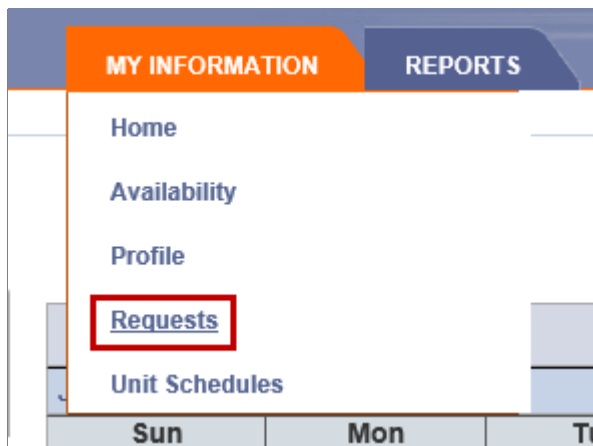 MY INFORMATION REPORTS
Home
Availability
Profile
Requests
Unit Schedules
Sun Mon